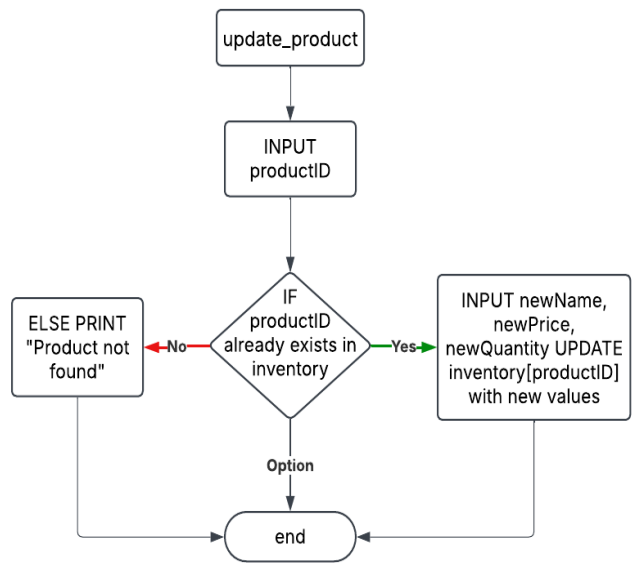 update_product
INPUT
productID
IF
productID
already exists in
inventory
ELSE PRINT
"Product not
found"
No
Yes
INPUT newName,
newPrice,
newQuantity UPDATE
inventory[productID]
with new values
Option
end